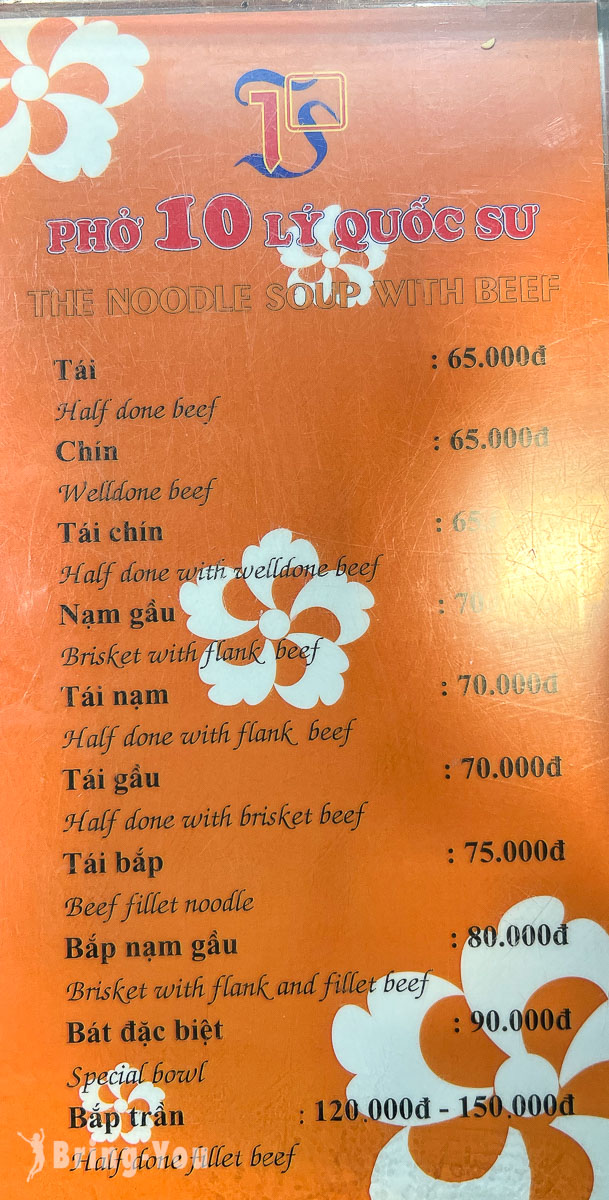 PHỞ 10 LÝ QUỐC SƯ
THE NOODLE SOUP WITH BEEF
Tái : 65.000đ
Half done beef
Chín : 65.000đ
Welldone beef
Tái chín
Half done with welldone beef
Nạm gầu
Brisket with flank beef
Tái nạm : 70.000đ
Half done with flank beef
Tái gầu : 70.000đ
Half done with brisket beef
Tái bắp : 75.000đ
Beef fillet noodle
Bắp nạm gầu : 80.000đ
Brisket with flank and fillet beef
Bát đặc biệt : 90.000đ
Special bowl
Bắp trần : 120.000đ - 150.000đ
Half done fillet beef
Bring You